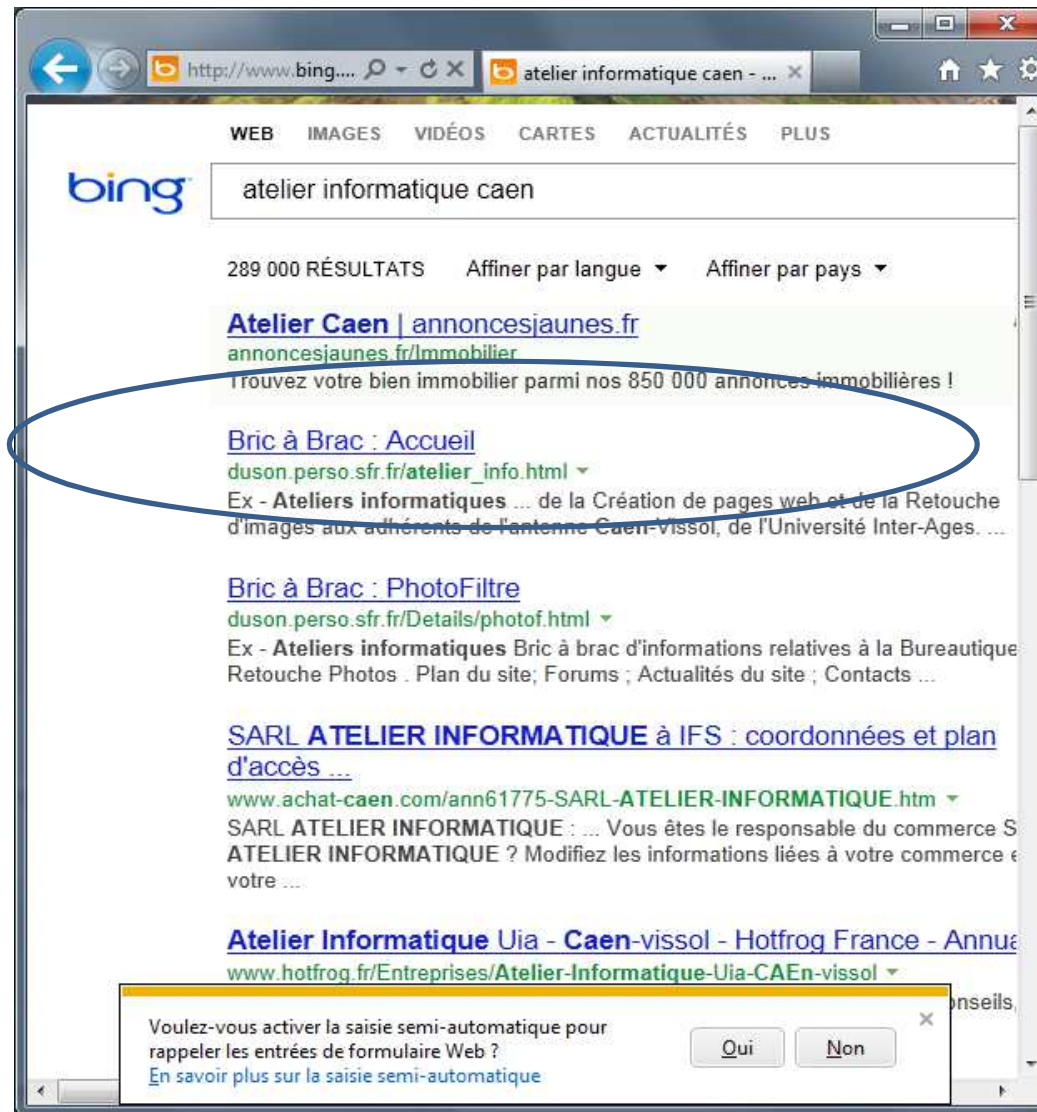 http://www.bing....
atelier informatique caen - ...
WEB IMAGES VIDÉOS CARTES ACTUALITÉS PLUS
bing
atelier informatique caen
289 000 RÉSULTATS Affiner par langue Affiner par pays
Atelier Caen | annoncesjaunes.fr
annoncesjaunes.fr/Immobilier
Trouvez votre bien immobilier parmi nos 850 000 annonces immobilières !
Bric à Brac : Accueil
duson.perso.sfr.fr/atelier_info.html
Ex - Ateliers informatiques ... de la Création de pages web et de la Retouche
d'images aux adhérents de l'antenne Caen-Vissol, de l'Université Inter-Ages. ...
Bric à Brac : PhotoFiltre
duson.perso.sfr.fr/Details/photof.html
Ex - Ateliers informatiques Bric à brac d'informations relatives à la Bureautique
Retouche Photos . Plan du site; Forums ; Actualités du site ; Contacts ...
SARL ATELIER INFORMATIQUE à IFS : coordonnées et plan
d'accès ...
www.achat-caen.com/ann61775-SARL-ATELIER-INFORMATIQUE.htm
SARL ATELIER INFORMATIQUE : ... Vous êtes le responsable du commerce S
ATELIER INFORMATIQUE ? Modifiez les informations liées à votre commerce e
votre ...
Atelier Informatique Uia - Caen-vissol - Hotfrog France - Annua
www.hotfrog.fr/Entreprises/Atelier-Informatique-Uia-CAEn-vissol
onseils,
Voulez-vous activer la saisie semi-automatique pour
rappeler les entrées de formulaire Web ?
En savoir plus sur la saisie semi-automatique
Oui Non